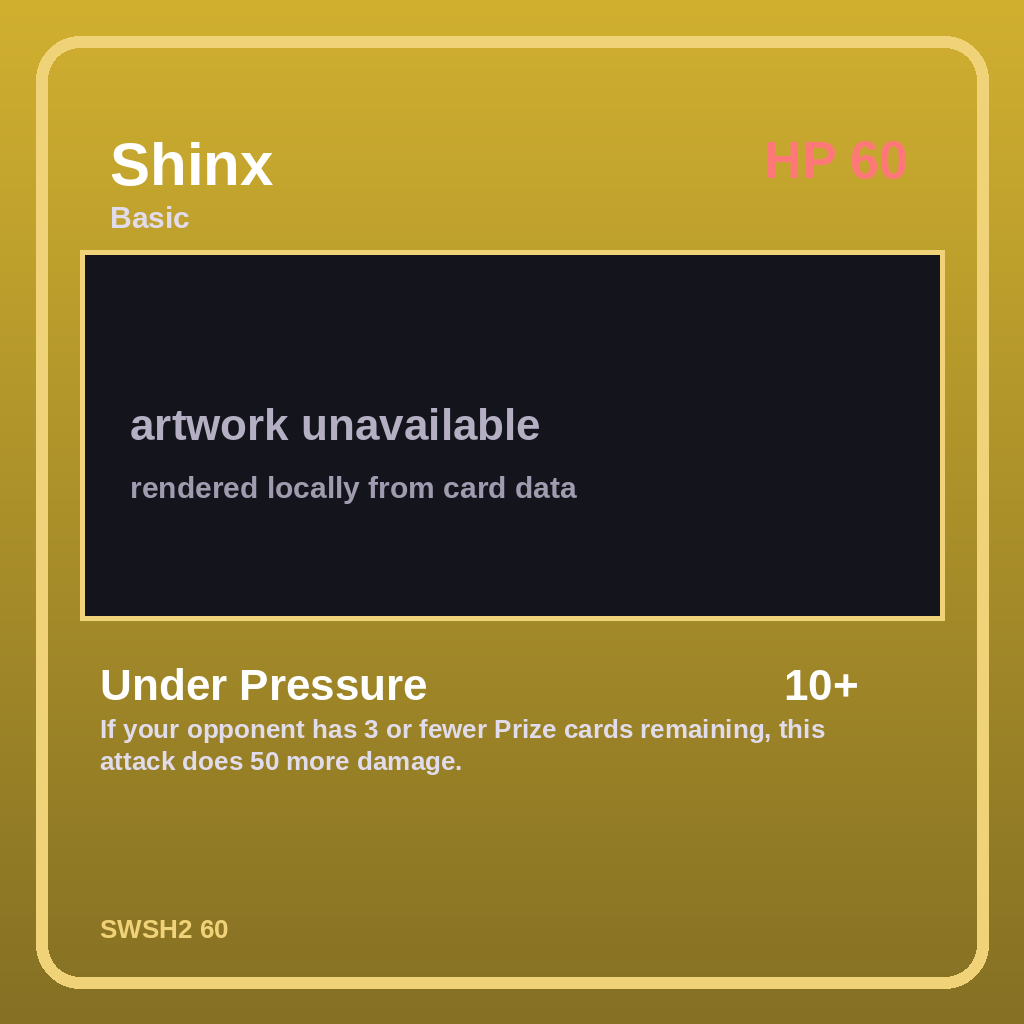 Shinx
HP 60
Basic
artwork unavailable
rendered locally from card data
Under Pressure
10+
If your opponent has 3 or fewer Prize cards remaining, this
attack does 50 more damage.
SWSH2 60